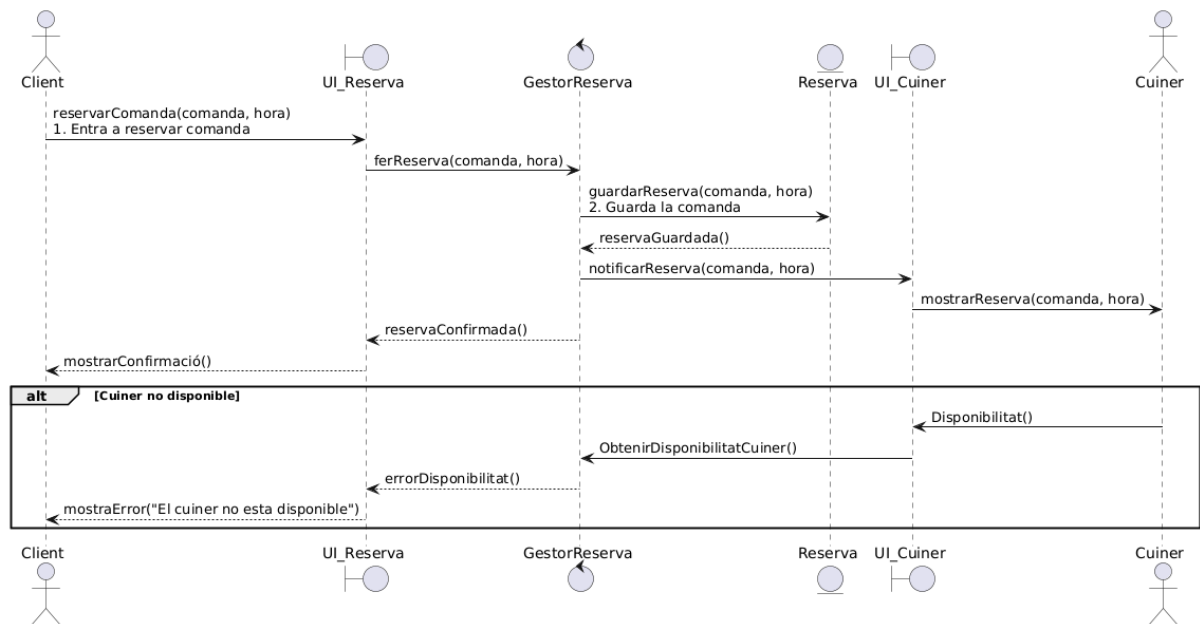 Client
UI_Reserva
GestorReserva
Reserva
UI_Cuiner
Cuiner
reservarComanda(comanda, hora)
1. Entra a reservar comanda
ferReserva(comanda, hora)
guardarReserva(comanda, hora)
2. Guarda la comanda
reservaGuardada()
notificarReserva(comanda, hora)
mostrarReserva(comanda, hora)
reservaConfirmada()
mostrarConfirmació()
alt [Cuiner no disponible]
Disponibilitat()
ObtenirDisponibilitatCuiner()
errorDisponibilitat()
mostraError("El cuiner no esta disponible")
Client
UI_Reserva
GestorReserva
Reserva
UI_Cuiner
Cuiner